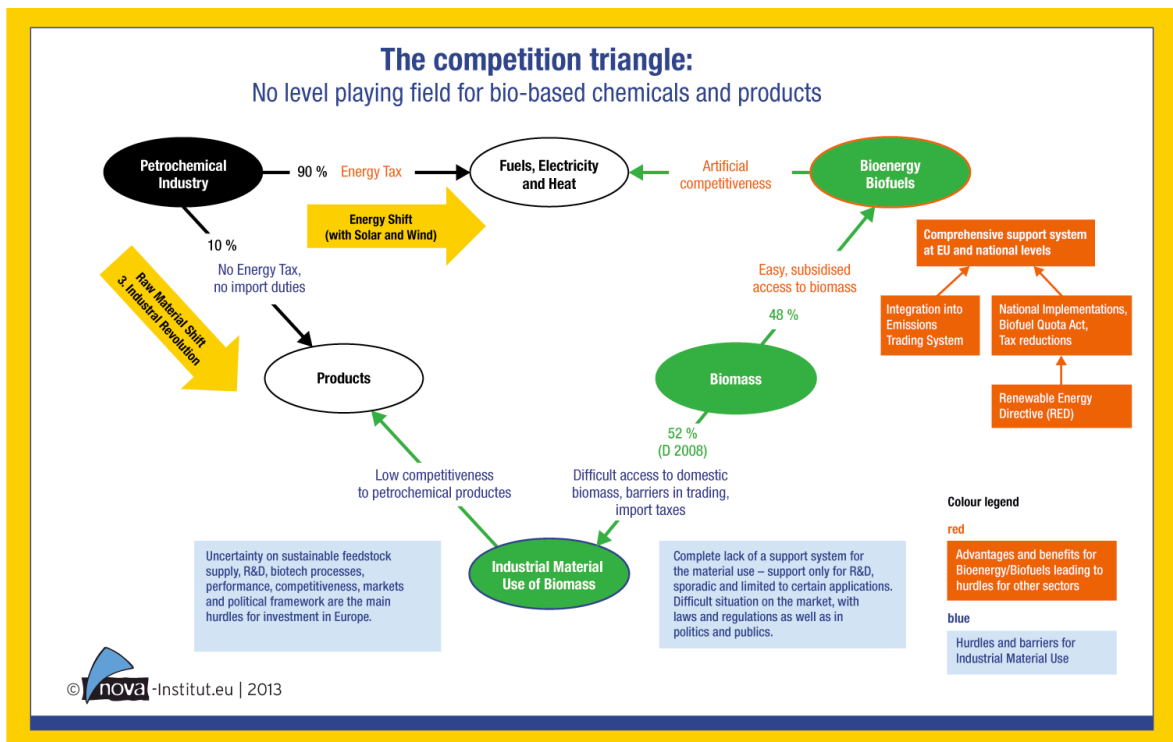 The competition triangle:
No level playing field for bio-based chemicals and products
Petrochemical
Industry
90 %
Energy Tax
Fuels, Electricity
and Heat
Artificial
competitiveness
Bioenergy
Biofuels
Energy Shift
(with Solar and Wind)
10 %
No Energy Tax,
no import duties
Raw Material Shift
3. Industral Revolution
Easy, subsidised
access to biomass
48 %
Comprehensive support system
at EU and national levels
Integration into
Emissions
Trading System
National Implementations,
Biofuel Quota Act,
Tax reductions
Renewable Energy
Directive (RED)
Products
Biomass
52 %
(D 2008)
Low competitiveness
to petrochemical productes
Difficult access to domestic
biomass, barriers in trading,
import taxes
Industrial Material
Use of Biomass
Uncertainty on sustainable feedstock
supply, R&D, biotech processes,
performance, competitiveness, markets
and political framework are the main
hurdles for investment in Europe.
Complete lack of a support system for
the material use – support only for R&D,
sporadic and limited to certain applications.
Difficult situation on the market, with
laws and regulations as well as in
politics and publics.
Colour legend
red
Advantages and benefits for
Bioenergy/Biofuels leading to
hurdles for other sectors
blue
Hurdles and barriers for
Industrial Material Use
© nova-Institut.eu | 2013